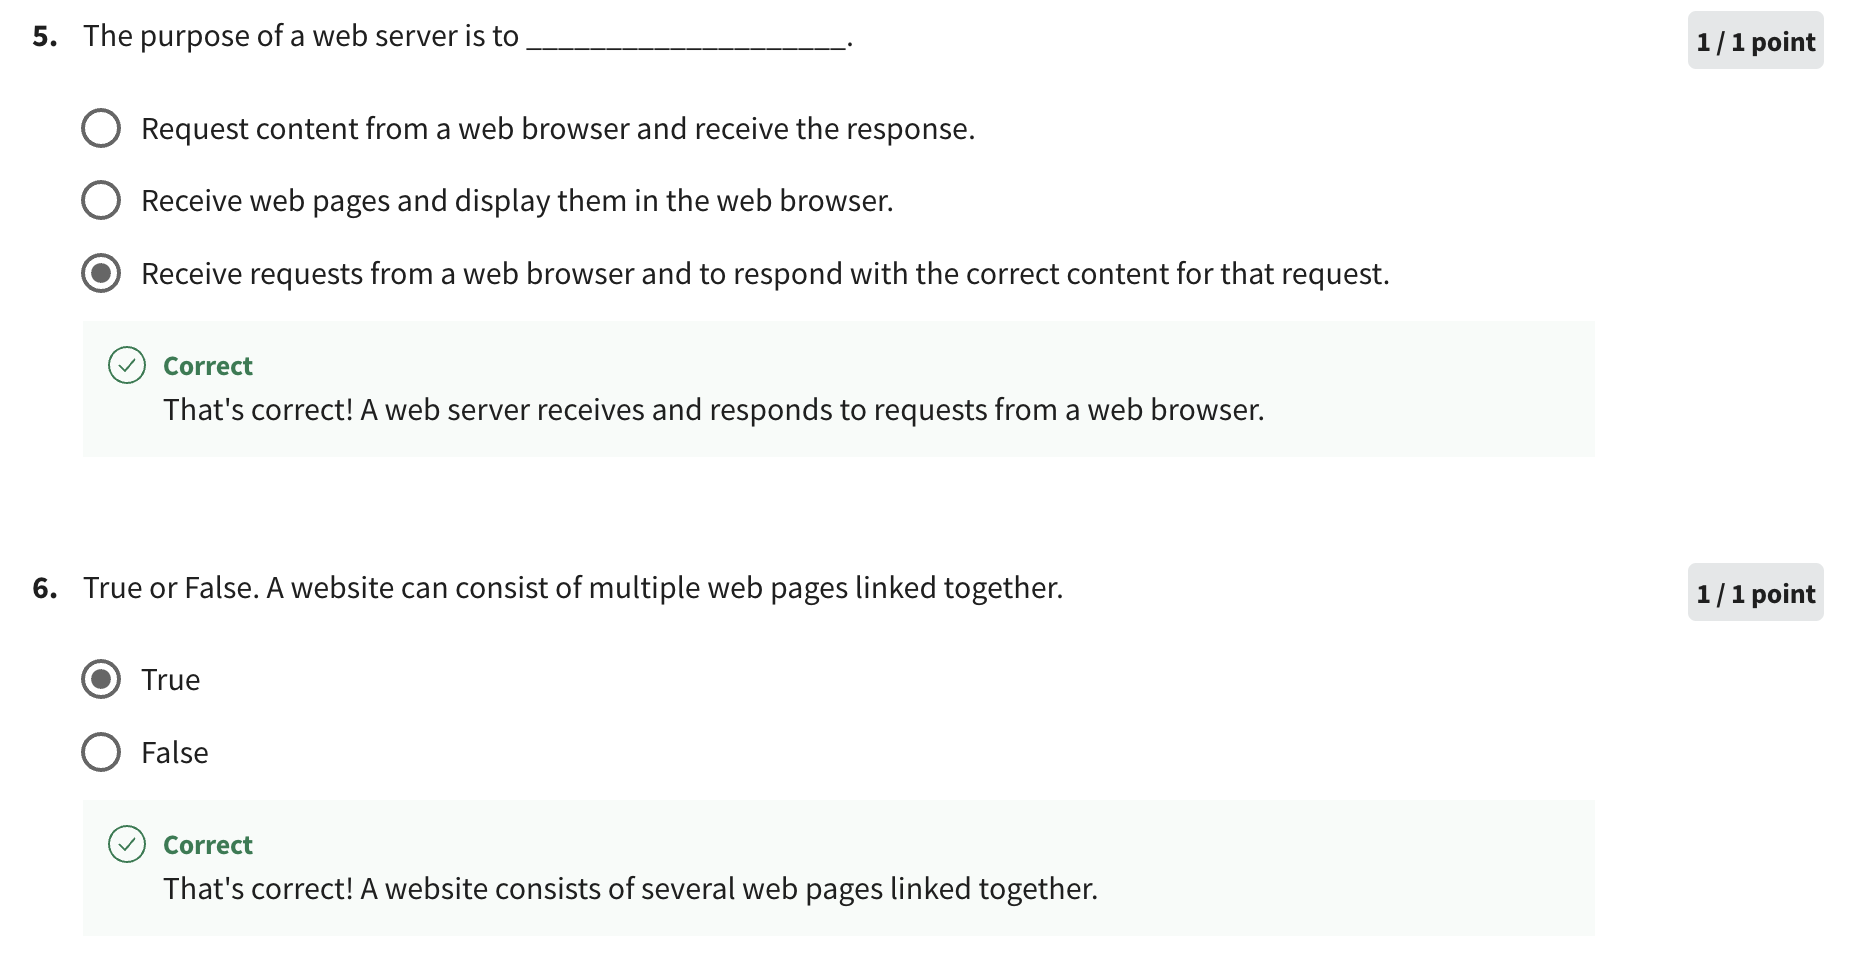 5. The purpose of a web server is to ____________________.
1 / 1 point
Request content from a web browser and receive the response.
Receive web pages and display them in the web browser.
Receive requests from a web browser and to respond with the correct content for that request.
Correct
That's correct! A web server receives and responds to requests from a web browser.
6. True or False. A website can consist of multiple web pages linked together.
1 / 1 point
True
False
Correct
That's correct! A website consists of several web pages linked together.